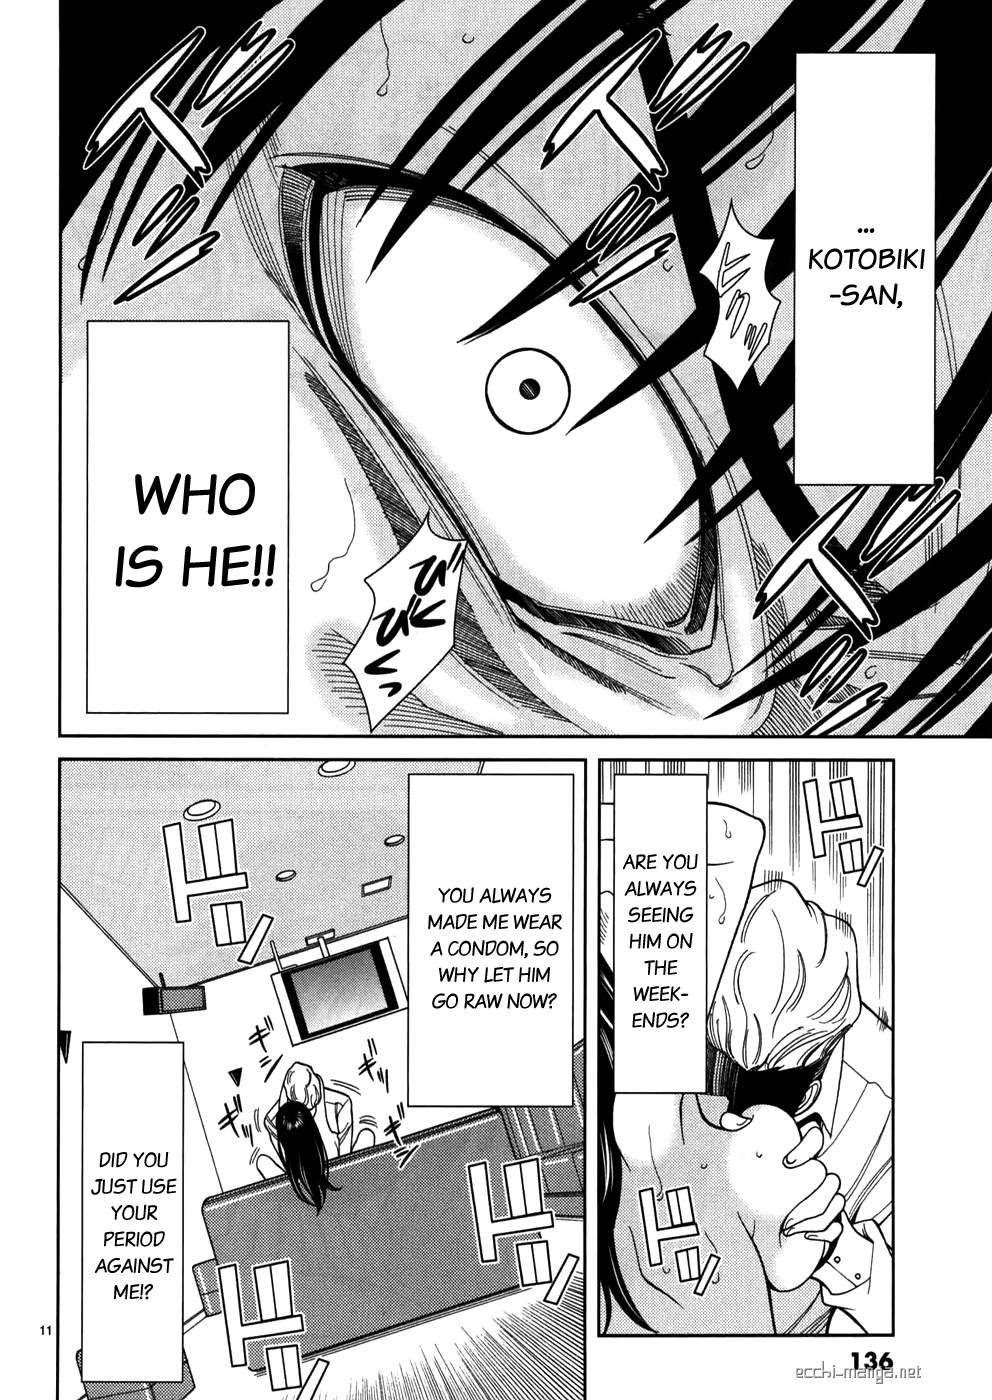 ...
KOTOBIKI
-SAN,
WHO
IS HE!!
ARE YOU
ALWAYS
SEEING
HIM ON
THE
WEEK-
ENDS?
YOU ALWAYS
MADE ME WEAR
A CONDOM, SO
WHY LET HIM
GO RAW NOW?
DID YOU
JUST USE
YOUR
PERIOD
AGAINST
ME!?
11
136
ecchi-manga.net